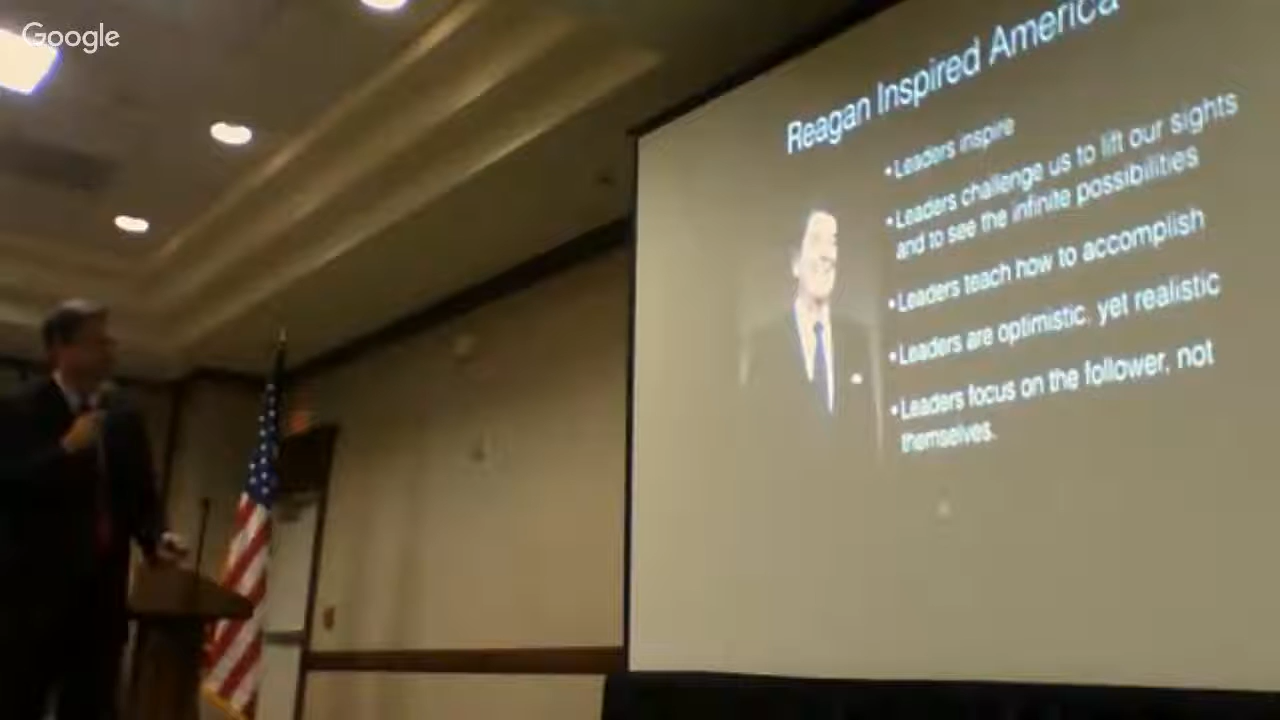 Google
Reagan Inspired America
• Leaders inspire
• Leaders challenge us to lift our sights
and to see the infinite possibilities
• Leaders teach how to accomplish
• Leaders are optimistic, yet realistic
• Leaders focus on the follower, not
themselves.